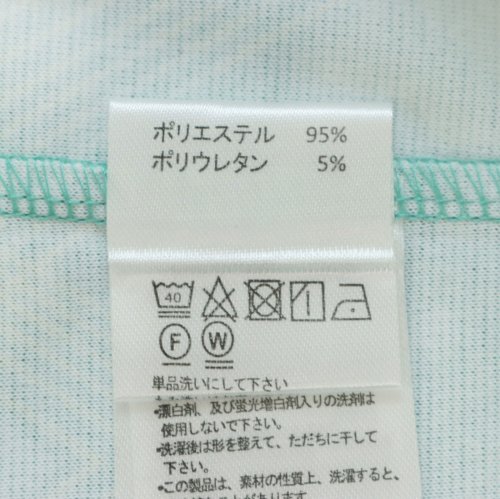 ポリエステル 95%
ポリウレタン 5%
40
F W
単品洗いにして下さい
・漂白剤、及び蛍光増白剤入りの洗剤は
使用しないで下さい。
・洗濯後は形を整えて、ただちに干して
下さい。
・この製品は、素材の性質上、洗濯すると、